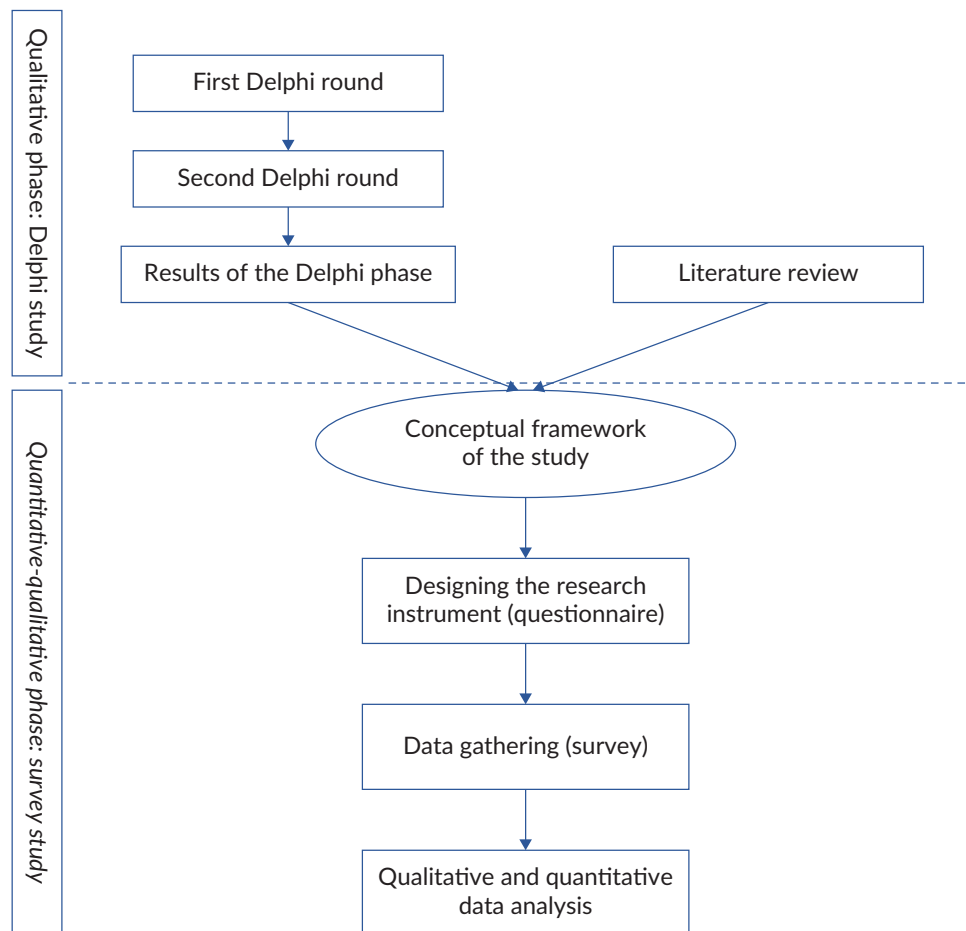 Qualitative phase: Delphi study
First Delphi round
Second Delphi round
Results of the Delphi phase
Literature review
Quantitative-qualitative phase: survey study
Conceptual framework
of the study
Designing the research
instrument (questionnaire)
Data gathering (survey)
Qualitative and quantitative
data analysis